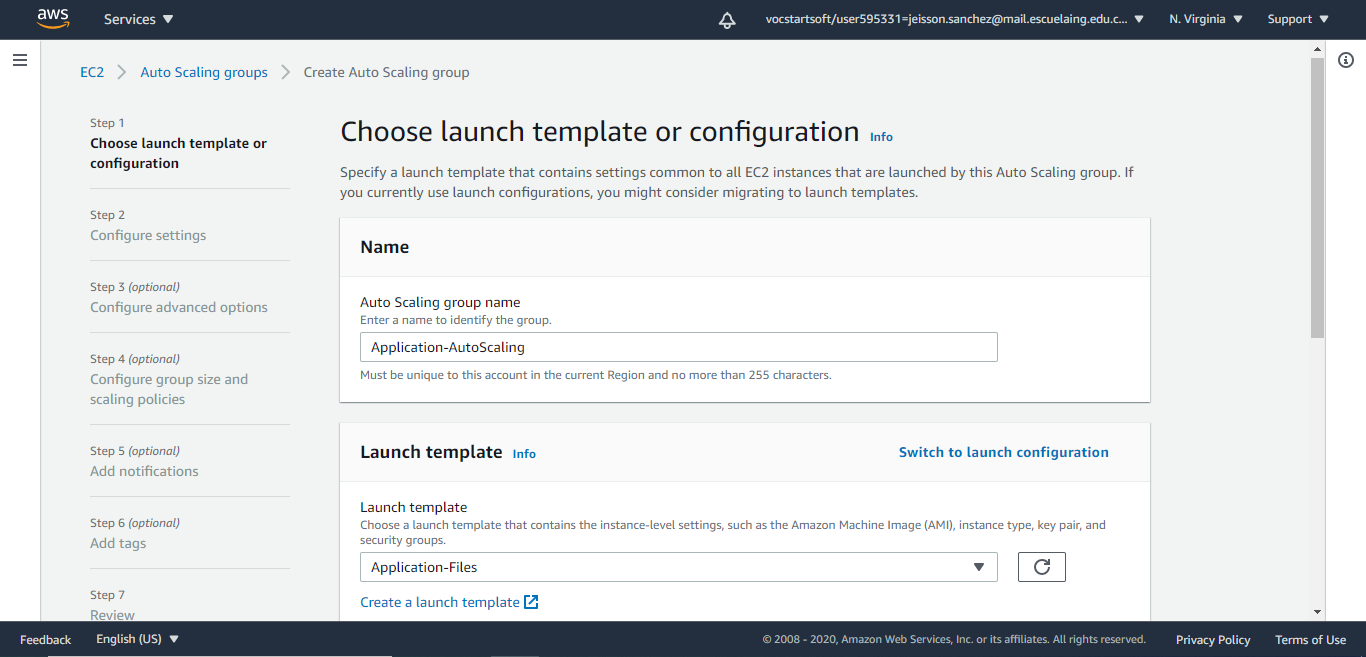 aws
Services
vocstartsoft/user595331=jeisson.sanchez@mail.escuelaing.edu.c...
N. Virginia
Support
EC2
Auto Scaling groups
Create Auto Scaling group
Step 1
Choose launch template or
configuration
Step 2
Configure settings
Step 3 (optional)
Configure advanced options
Step 4 (optional)
Configure group size and
scaling policies
Step 5 (optional)
Add notifications
Step 6 (optional)
Add tags
Step 7
Review
Choose launch template or configuration Info
Specify a launch template that contains settings common to all EC2 instances that are launched by this Auto Scaling group. If
you currently use launch configurations, you might consider migrating to launch templates.
Name
Auto Scaling group name
Enter a name to identify the group.
Application-AutoScaling
Must be unique to this account in the current Region and no more than 255 characters.
Launch template Info
Switch to launch configuration
Launch template
Choose a launch template that contains the instance-level settings, such as the Amazon Machine Image (AMI), instance type, key pair, and
security groups.
Application-Files
Create a launch template
Feedback
English (US)
© 2008 - 2020, Amazon Web Services, Inc. or its affiliates. All rights reserved.
Privacy Policy
Terms of Use